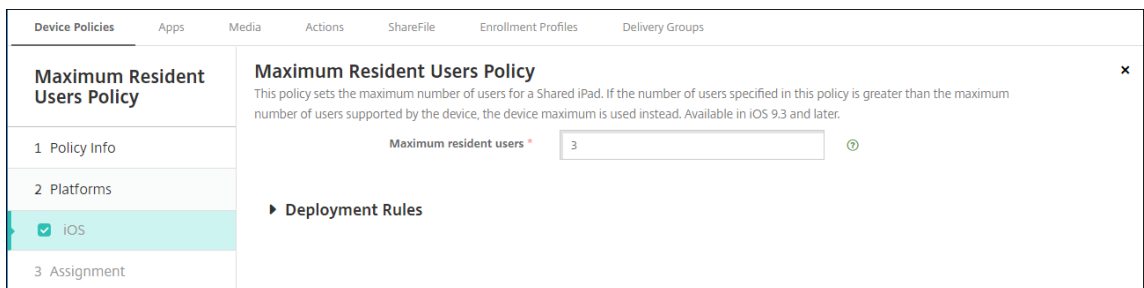 Device Policies Apps Media Actions ShareFile Enrollment Profiles Delivery Groups
Maximum Resident
Users Policy
1 Policy Info
2 Platforms
iOS
3 Assignment
Maximum Resident Users Policy
This policy sets the maximum number of users for a Shared iPad. If the number of users specified in this policy is greater than the maximum
number of users supported by the device, the device maximum is used instead. Available in iOS 9.3 and later.
Maximum resident users * 3
Deployment Rules